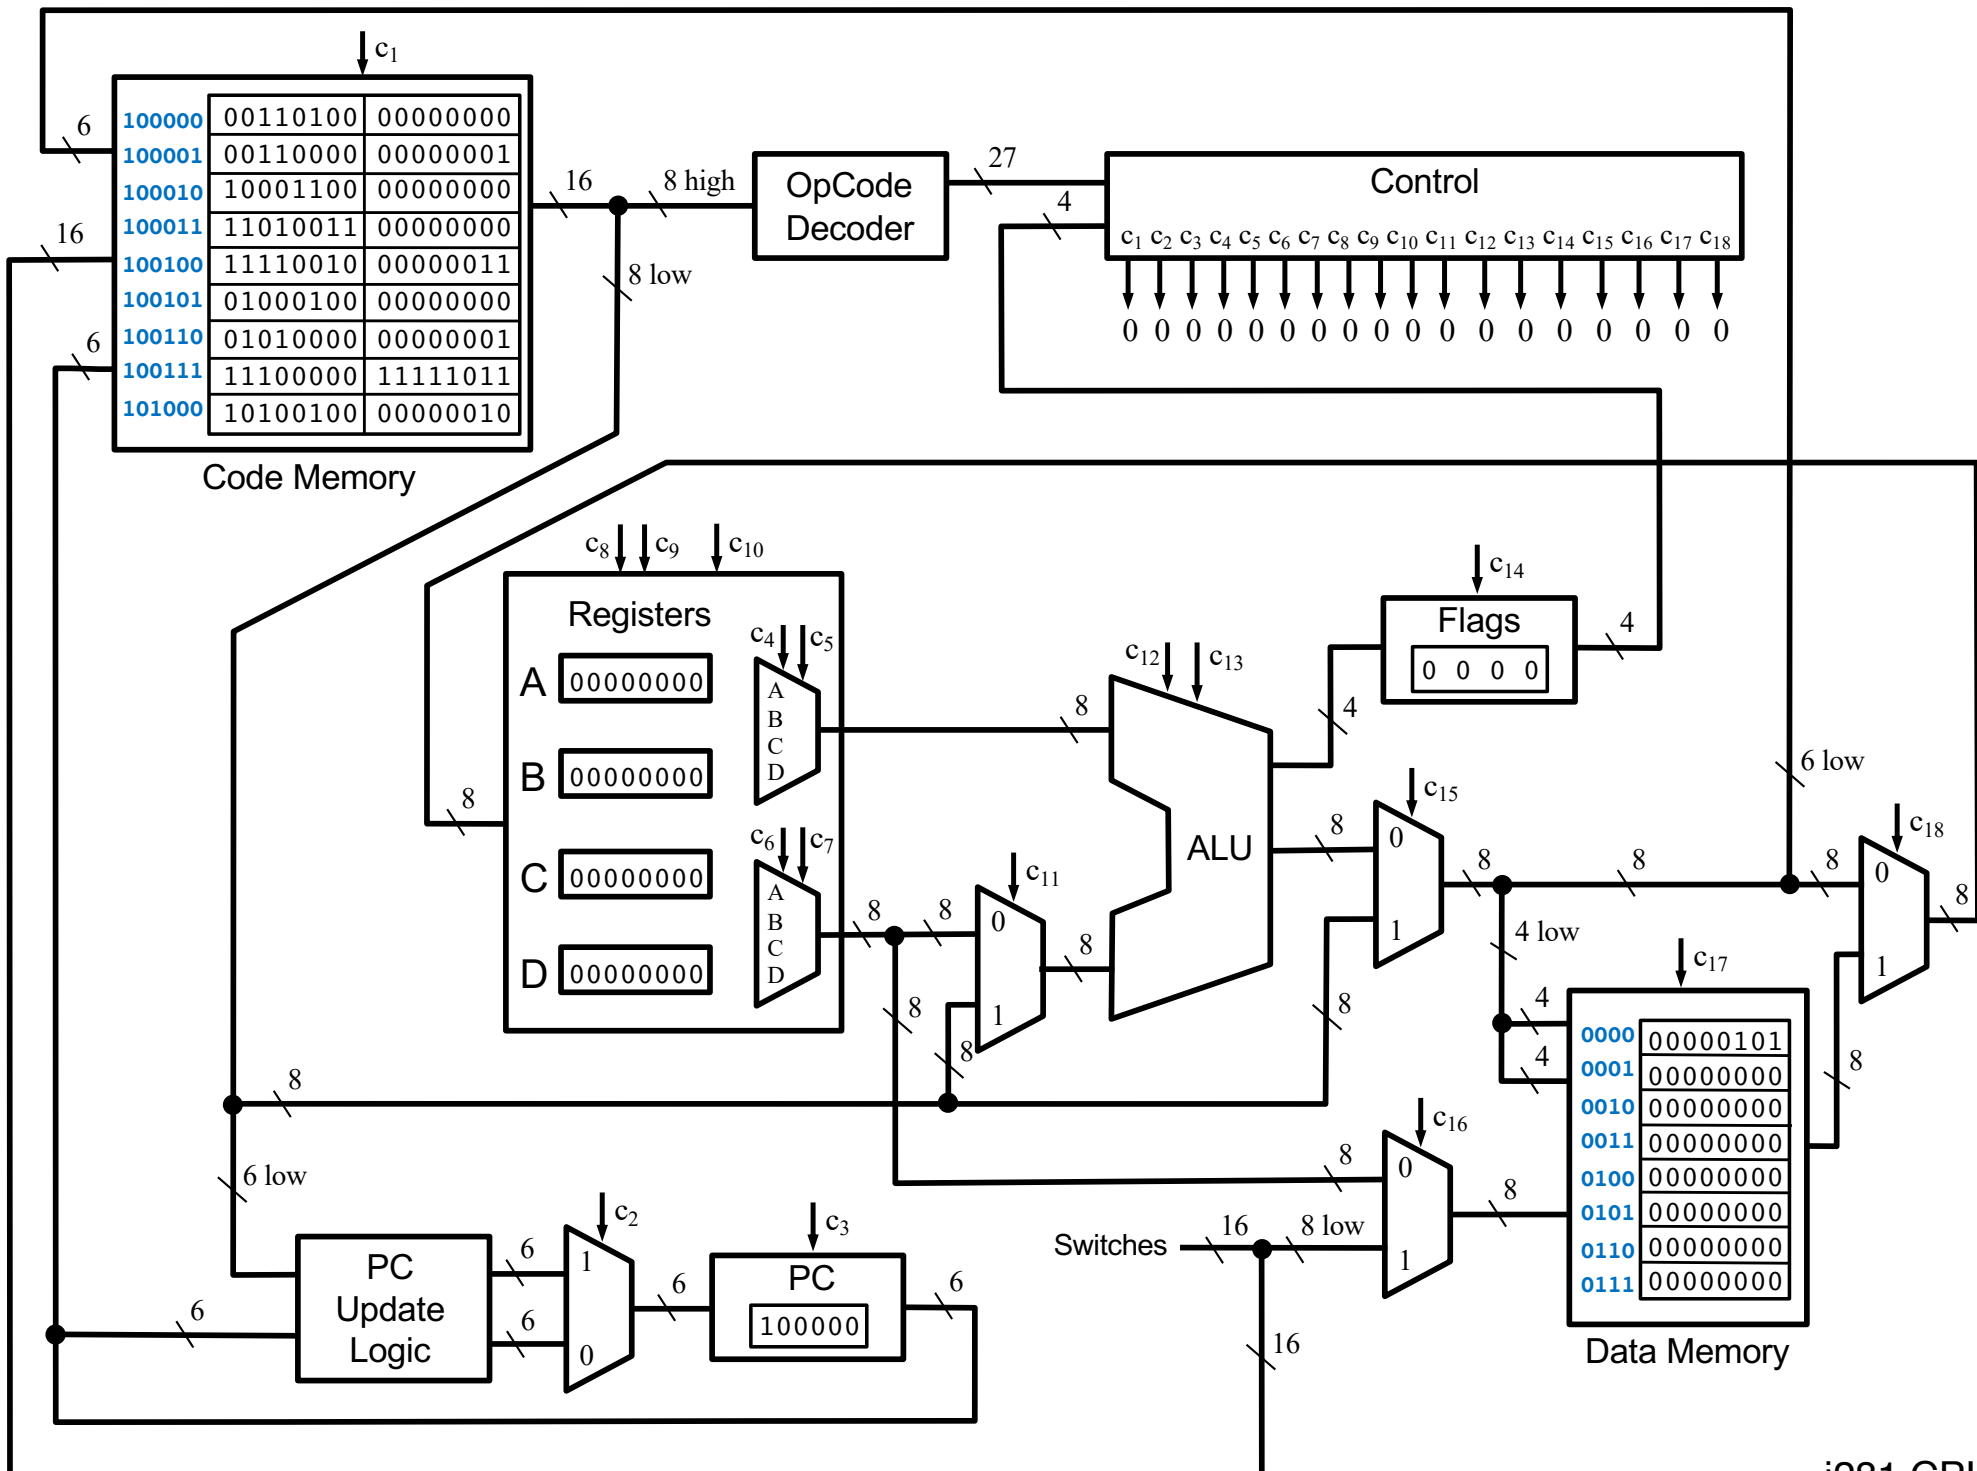 c1
100000 00110100 00000000
100001 00110000 00000001
100010 10001100 00000000
100011 11010011 00000000
100100 11110010 00000011
100101 01000100 00000000
100110 01010000 00000001
100111 11100000 11111011
101000 10100100 00000010
Code Memory
6
16
6
16
8 high
8 low
OpCode
Decoder
27
4
Control
c1 c2 c3 c4 c5 c6 c7 c8 c9 c10 c11 c12 c13 c14 c15 c16 c17 c18
0 0 0 0 0 0 0 0 0 0 0 0 0 0 0 0 0 0
c8 c9 c10
Registers
A 00000000
B 00000000
C 00000000
D 00000000
c4 c5
A
B
C
D
c6 c7
A
B
C
D
8
8
8
8
8
c11
0
1
8
8
8
c12 c13
ALU
c14
Flags
0 0 0 0
4
4
8
c15
0
1
8
8
8
8
6 low
4 low
4
4
c18
0
1
8
8
c17
0000 00000101
0001 00000000
0010 00000000
0011 00000000
0100 00000000
0101 00000000
0110 00000000
0111 00000000
Data Memory
c16
0
1
8
8
Switches
16
8 low
16
6 low
6
PC
Update
Logic
6
6
c2
1
0
6
c3
PC
100000
6